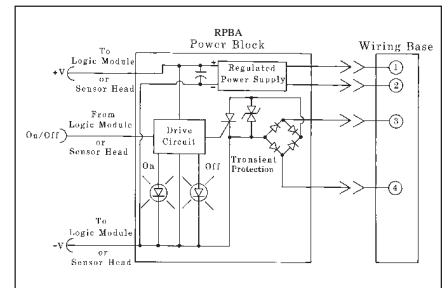 RPBA
Power Block
Wiring Base
To
Logic Module
or
Sensor Head
+V
+
-
Regulated
Power Supply
1
2
From
Logic Module
or
Sensor Head
On/Off
Drive
Circuit
3
Transient
Protection
On
Off
4
To
Logic Module
or
Sensor Head
-V